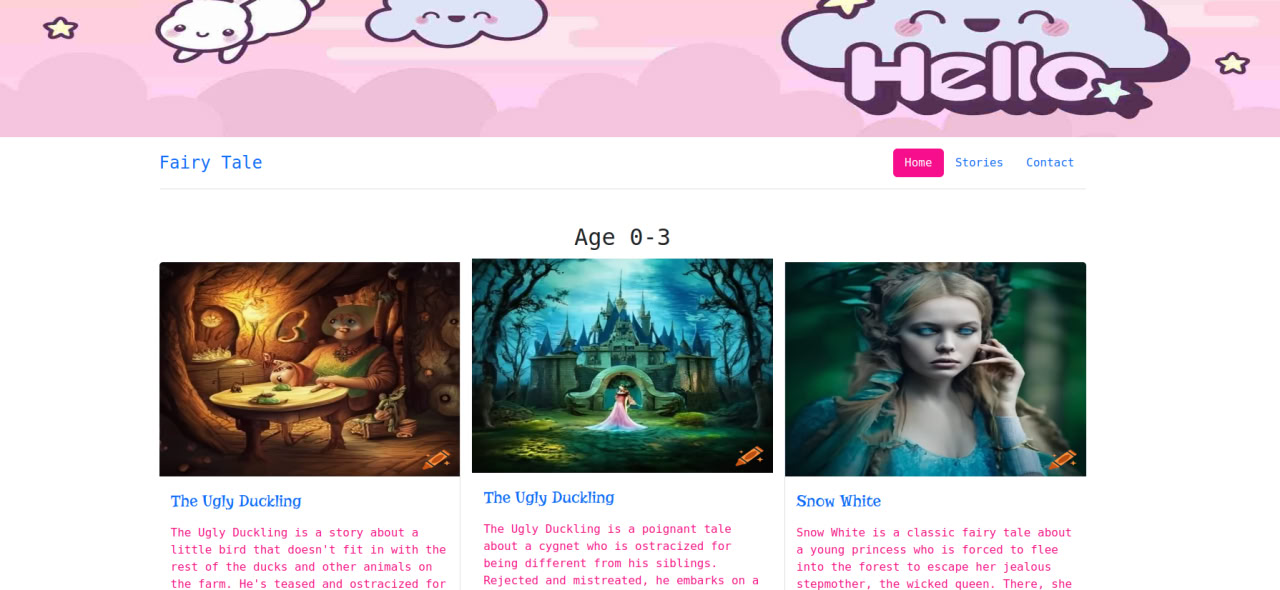 Hello
Fairy Tale
Home Stories Contact
Age 0-3
The Ugly Duckling
The Ugly Duckling is a story about a
little bird that doesn't fit in with the
rest of the ducks and other animals on
the farm. He's teased and ostracized for
The Ugly Duckling
The Ugly Duckling is a poignant tale
about a cygnet who is ostracized for
being different from his siblings.
Rejected and mistreated, he embarks on a
Snow White
Snow White is a classic fairy tale about
a young princess who is forced to flee
into the forest to escape her jealous
stepmother, the wicked queen. There, she